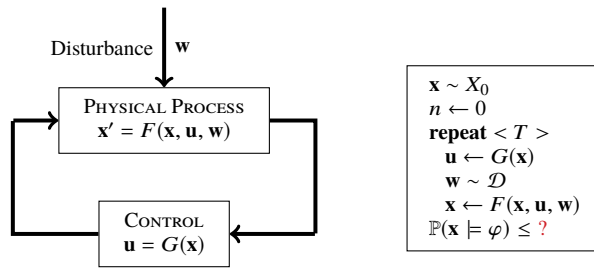 Disturbance w
PHYSICAL PROCESS
x′ = F(x, u, w)
CONTROL
u = G(x)
x ∼ X₀
n ← 0
repeat < T >
u ← G(x)
w ∼ 𝒟
x ← F(x, u, w)
ℙ(x ⊨ φ) ≤ ?